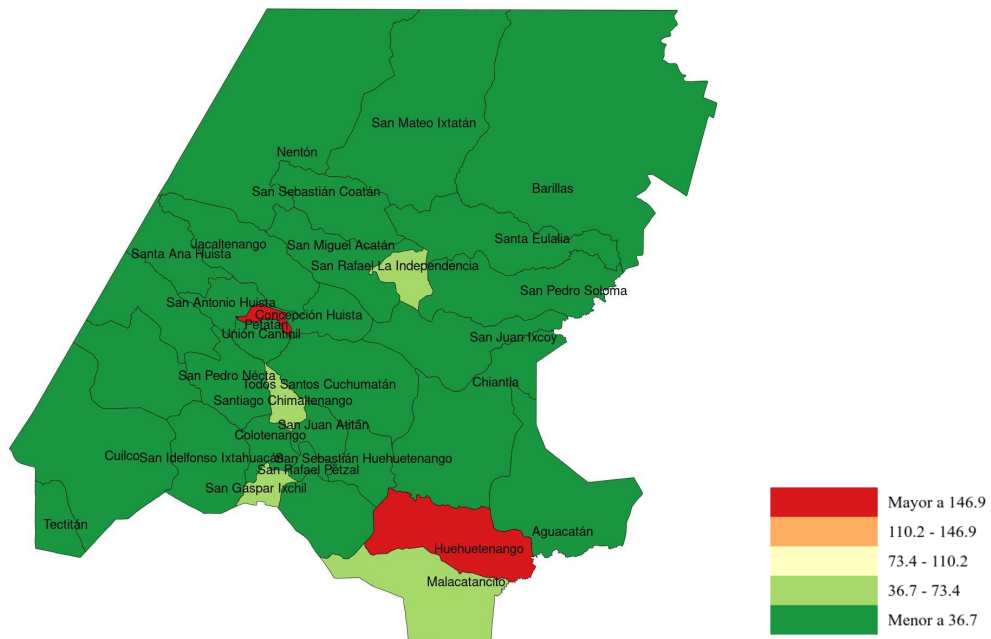 San Mateo Ixtatán
Nentón
San Sebastián Coatán
Barillas
Jacaltenango
Santa Ana Huista
San Miguel Acatán
Santa Eulalia
San Rafael La Independencia
San Pedro Soloma
San Antonio Huista
Concepción Huista
Petatán
Unión Cantinil
San Juan Ixcoy
San Pedro Nécta
Todos Santos Cuchumatán
Chiantla
Santiago Chimaltenango
San Juan Atitán
Colotenango
Cuilco
San Idelfonso Ixtahuacán
San Sebastián Huehuetenango
San Rafael Petzal
San Gaspar Ixchil
Tectitán
Aguacatán
Huehuetenango
Malacatancito
Mayor a 146.9
110.2 - 146.9
73.4 - 110.2
36.7 - 73.4
Menor a 36.7